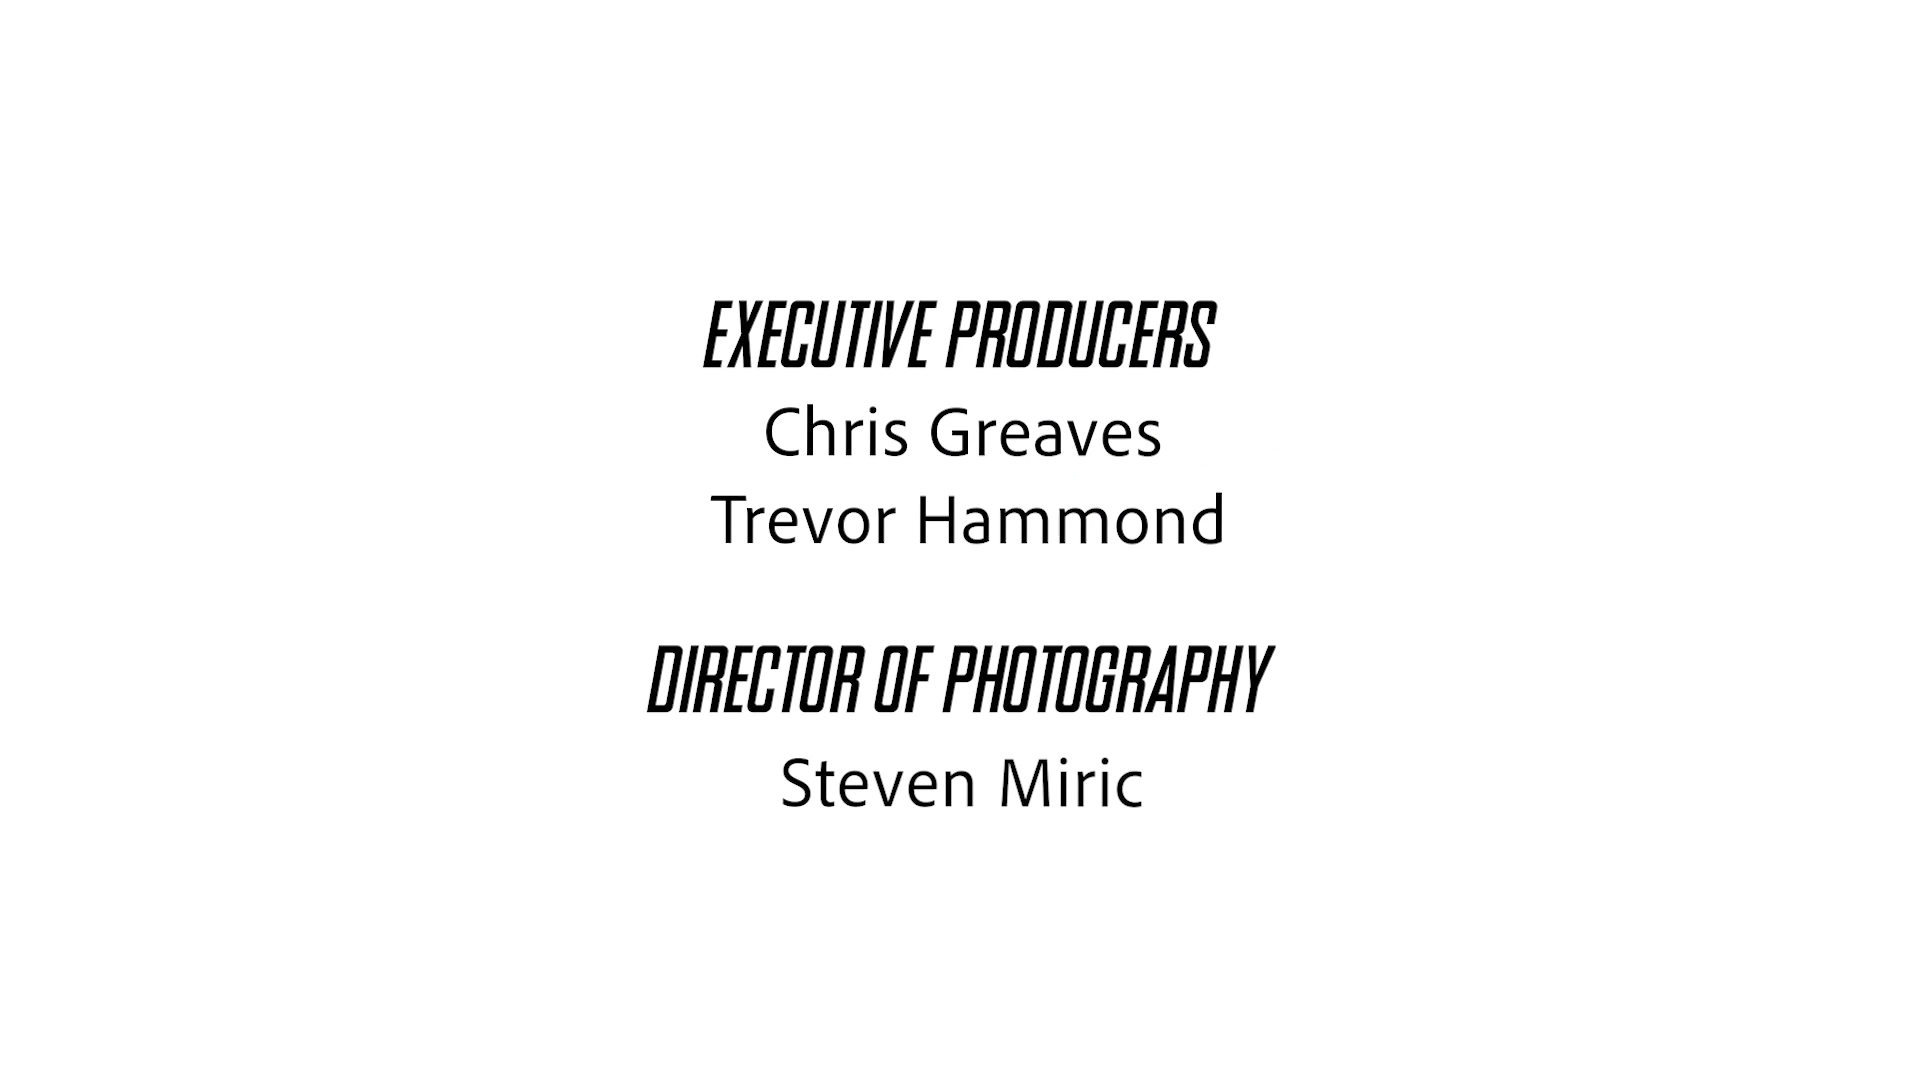 EXECUTIVE PRODUCERS
Chris Greaves
Trevor Hammond
DIRECTOR OF PHOTOGRAPHY
Steven Miric